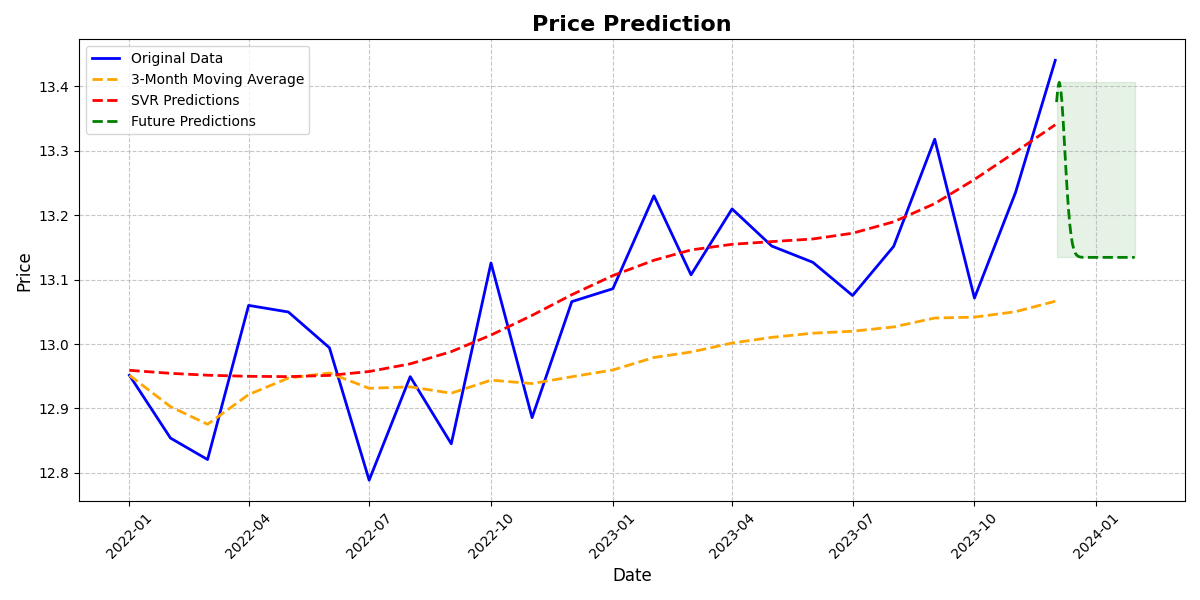 Price Prediction
Original Data
3-Month Moving Average
SVR Predictions
Future Predictions
Price
13.4
13.3
13.2
13.1
13.0
12.9
12.8
2022-01
2022-04
2022-07
2022-10
2023-01
2023-04
2023-07
2023-10
2024-01
Date